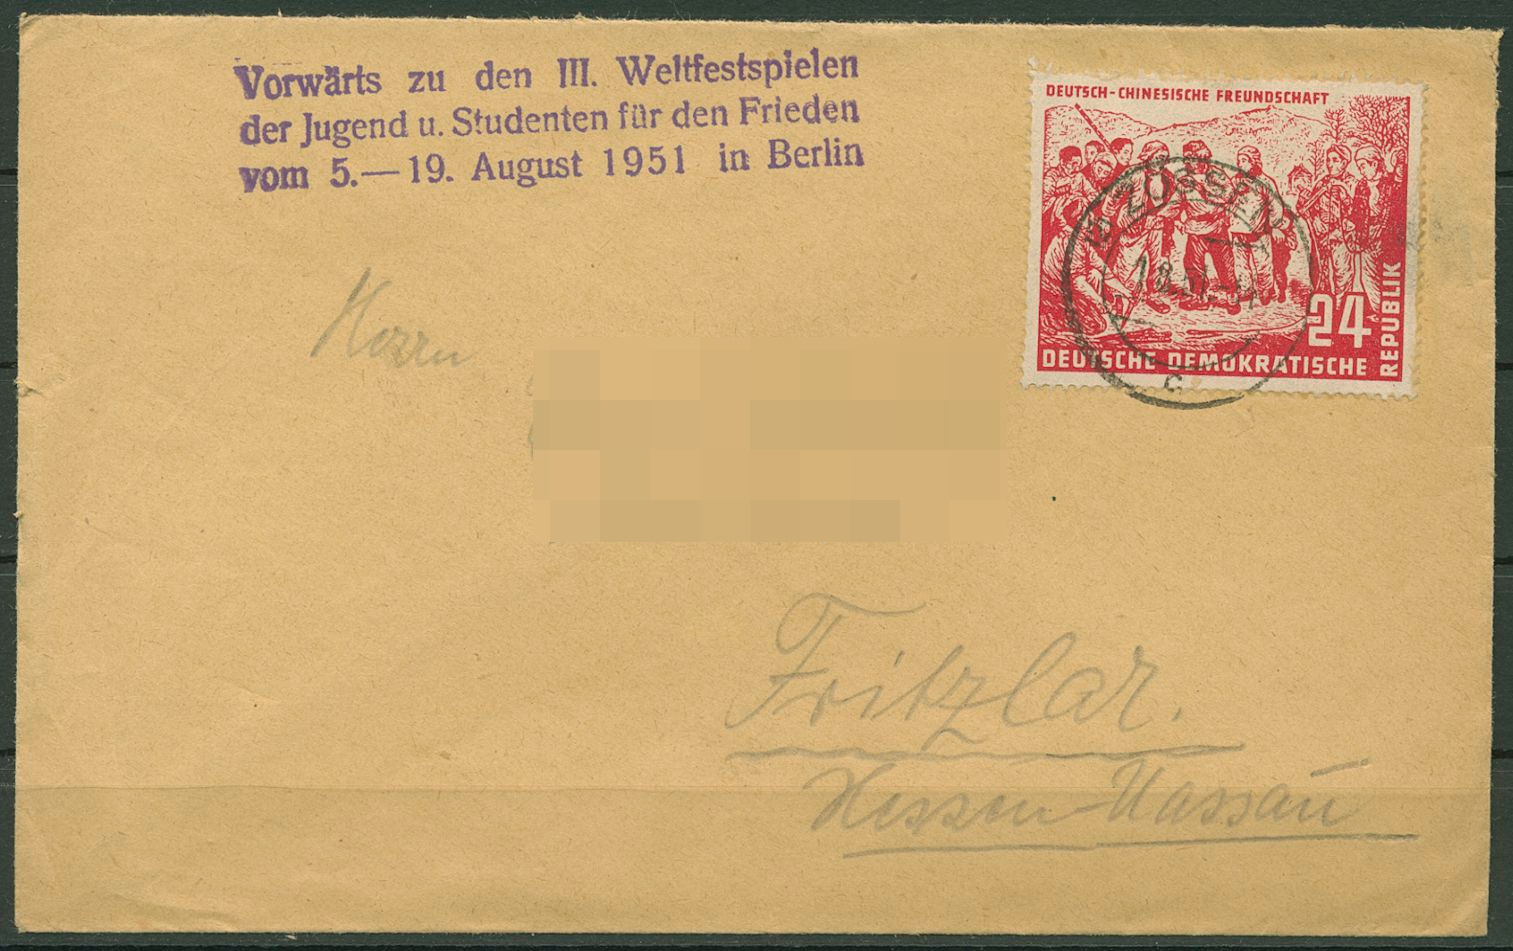 Vorwärts zu den III. Weltfestspielen
der Jugend u. Studenten für den Frieden
vom 5.—19. August 1951 in Berlin
DEUTSCH-CHINESISCHE FREUNDSCHAFT
ZOSSEN
24
DEUTSCHE DEMOKRATISCHE
REPUBLIK
c
Herrn
Fritzlar.
Hessen-Nassau